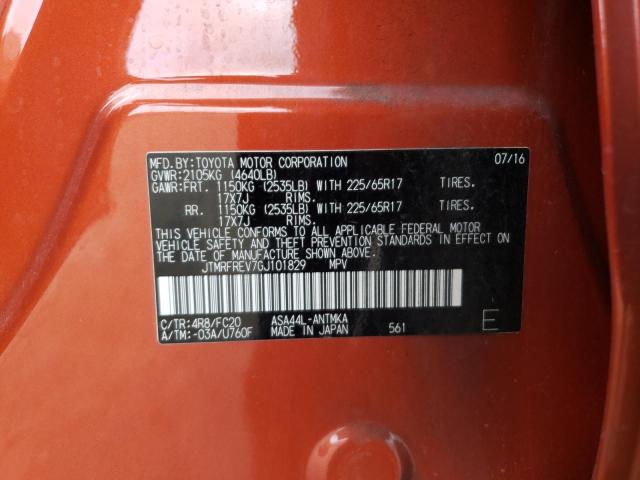 MFD.BY:TOYOTA MOTOR CORPORATION 07/16
GVWR:2105KG (4640LB)
GAWR:FRT. 1150KG (2535LB) WITH 225/65R17 TIRES.
17X7J RIMS.
RR. 1150KG (2535LB) WITH 225/65R17 TIRES.
17X7J RIMS.
THIS VEHICLE CONFORMS TO ALL APPLICABLE FEDERAL MOTOR
VEHICLE SAFETY AND THEFT PREVENTION STANDARDS IN EFFECT ON
THE DATE OF MANUFACTURE SHOWN ABOVE.
JTMRFREV7GJ101829 MPV
C/TR:4R8/FC20 ASA44L-ANTMKA
A/TM:-03A/U760F MADE IN JAPAN 561 E